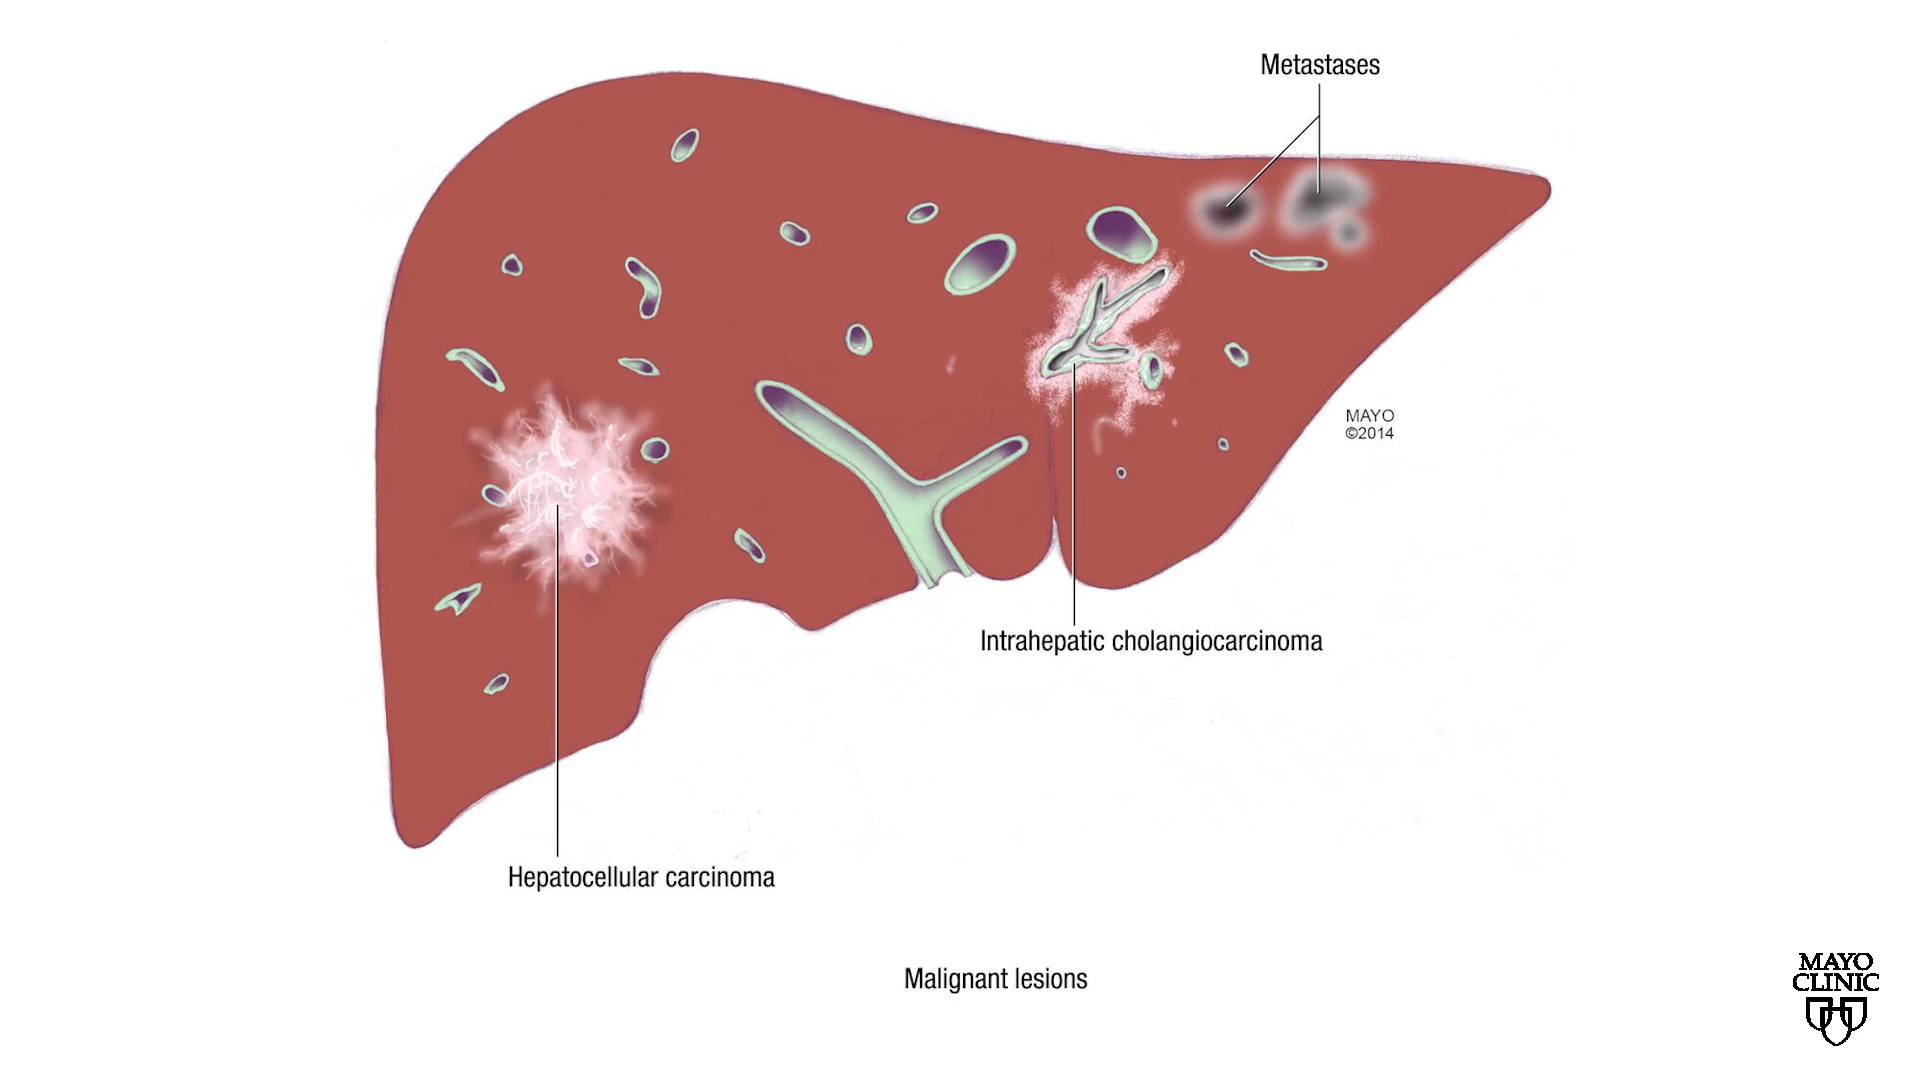 Metastases
MAYO
©2014
Intrahepatic cholangiocarcinoma
Hepatocellular carcinoma
Malignant lesions
MAYO
CLINIC